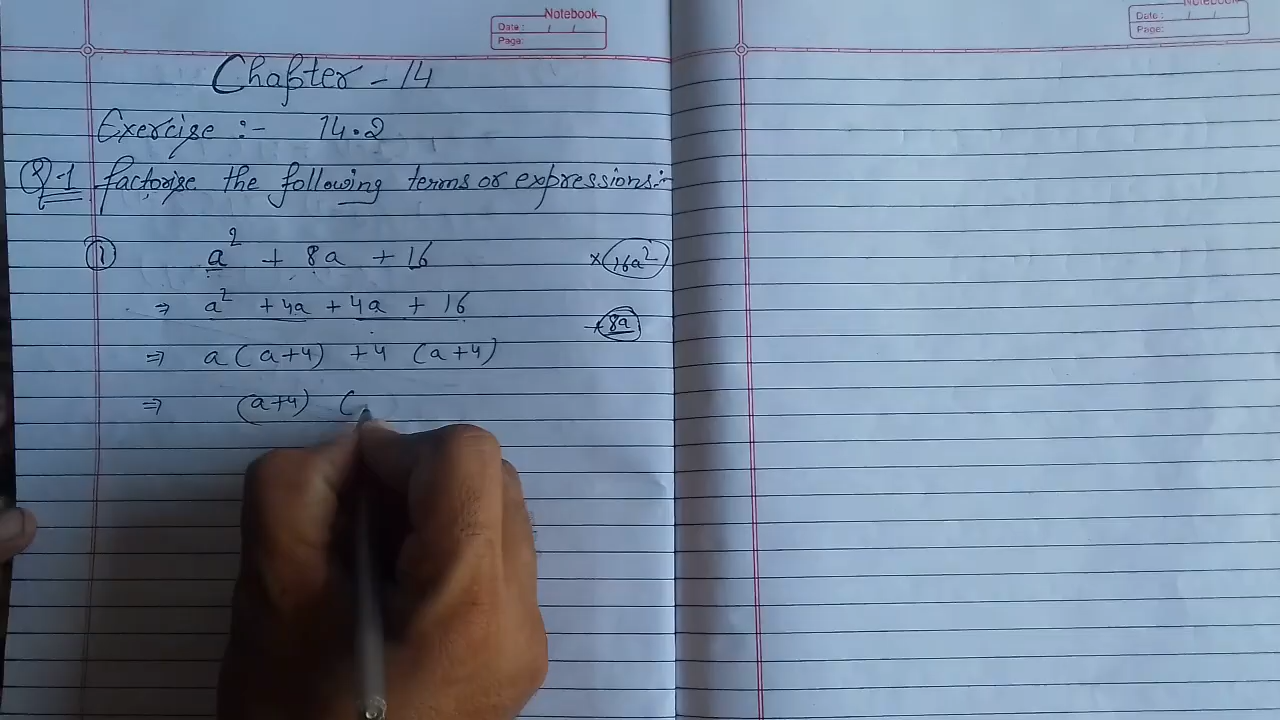 Notebook
Date : / /
Page:
Notebook
Date : / /
Page:
Chapter - 14
Exercise :- 14.2
Q-1 factorise the following terms or expressions:-
① a² + 8a + 16 × 16a²
⇒ a² + 4a + 4a + 16 + 8a
⇒ a (a+4) + 4 (a+4)
⇒ (a+4) (